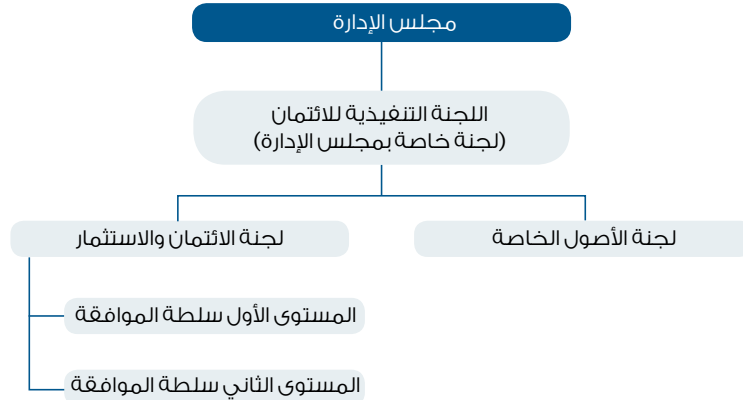 مجلس الإدارة
اللجنة التنفيذية للائتمان
(لجنة خاصة بمجلس الإدارة)
لجنة الأصول الخاصة
لجنة الائتمان والاستثمار
المستوى الأول سلطة الموافقة
المستوى الثاني سلطة الموافقة